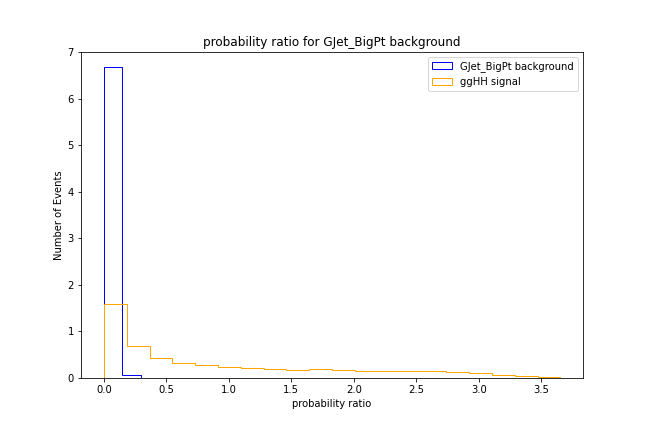 probability ratio for GJet_BigPt background
GJet_BigPt background
ggHH signal
Number of Events
7
6
5
4
3
2
1
0
0.0 0.5 1.0 1.5 2.0 2.5 3.0 3.5
probability ratio